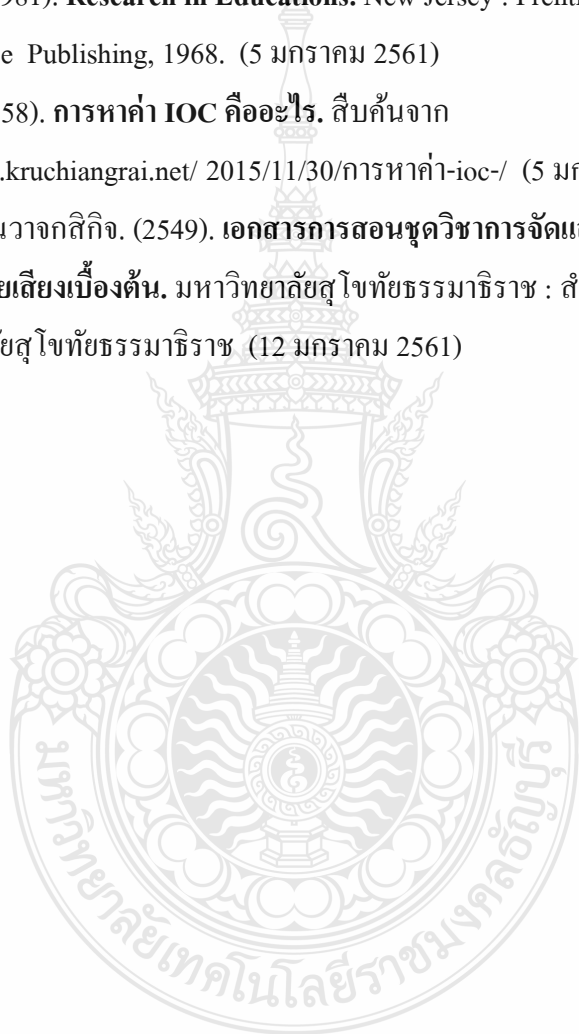 981). Research in Educations. New Jersey : Prenti
e Publishing, 1968. (5 มกราคม 2561)
58). การหาค่า IOC คืออะไร. สืบค้นจาก
.kruchiangrai.net/ 2015/11/30/การหาค่า-ioc-/ (5 มก
นวาจกสิกิจ. (2549). เอกสารการสอนชุดวิชาการจัดแ
ยเสียงเบื้องต้น. มหาวิทยาลัยสุโขทัยธรรมาธิราช : สํ
ัยสุโขทัยธรรมาธิราช (12 มกราคม 2561)
มหาวิทยาลัยเทคโนโลยีราชมงคลธัญบุรี